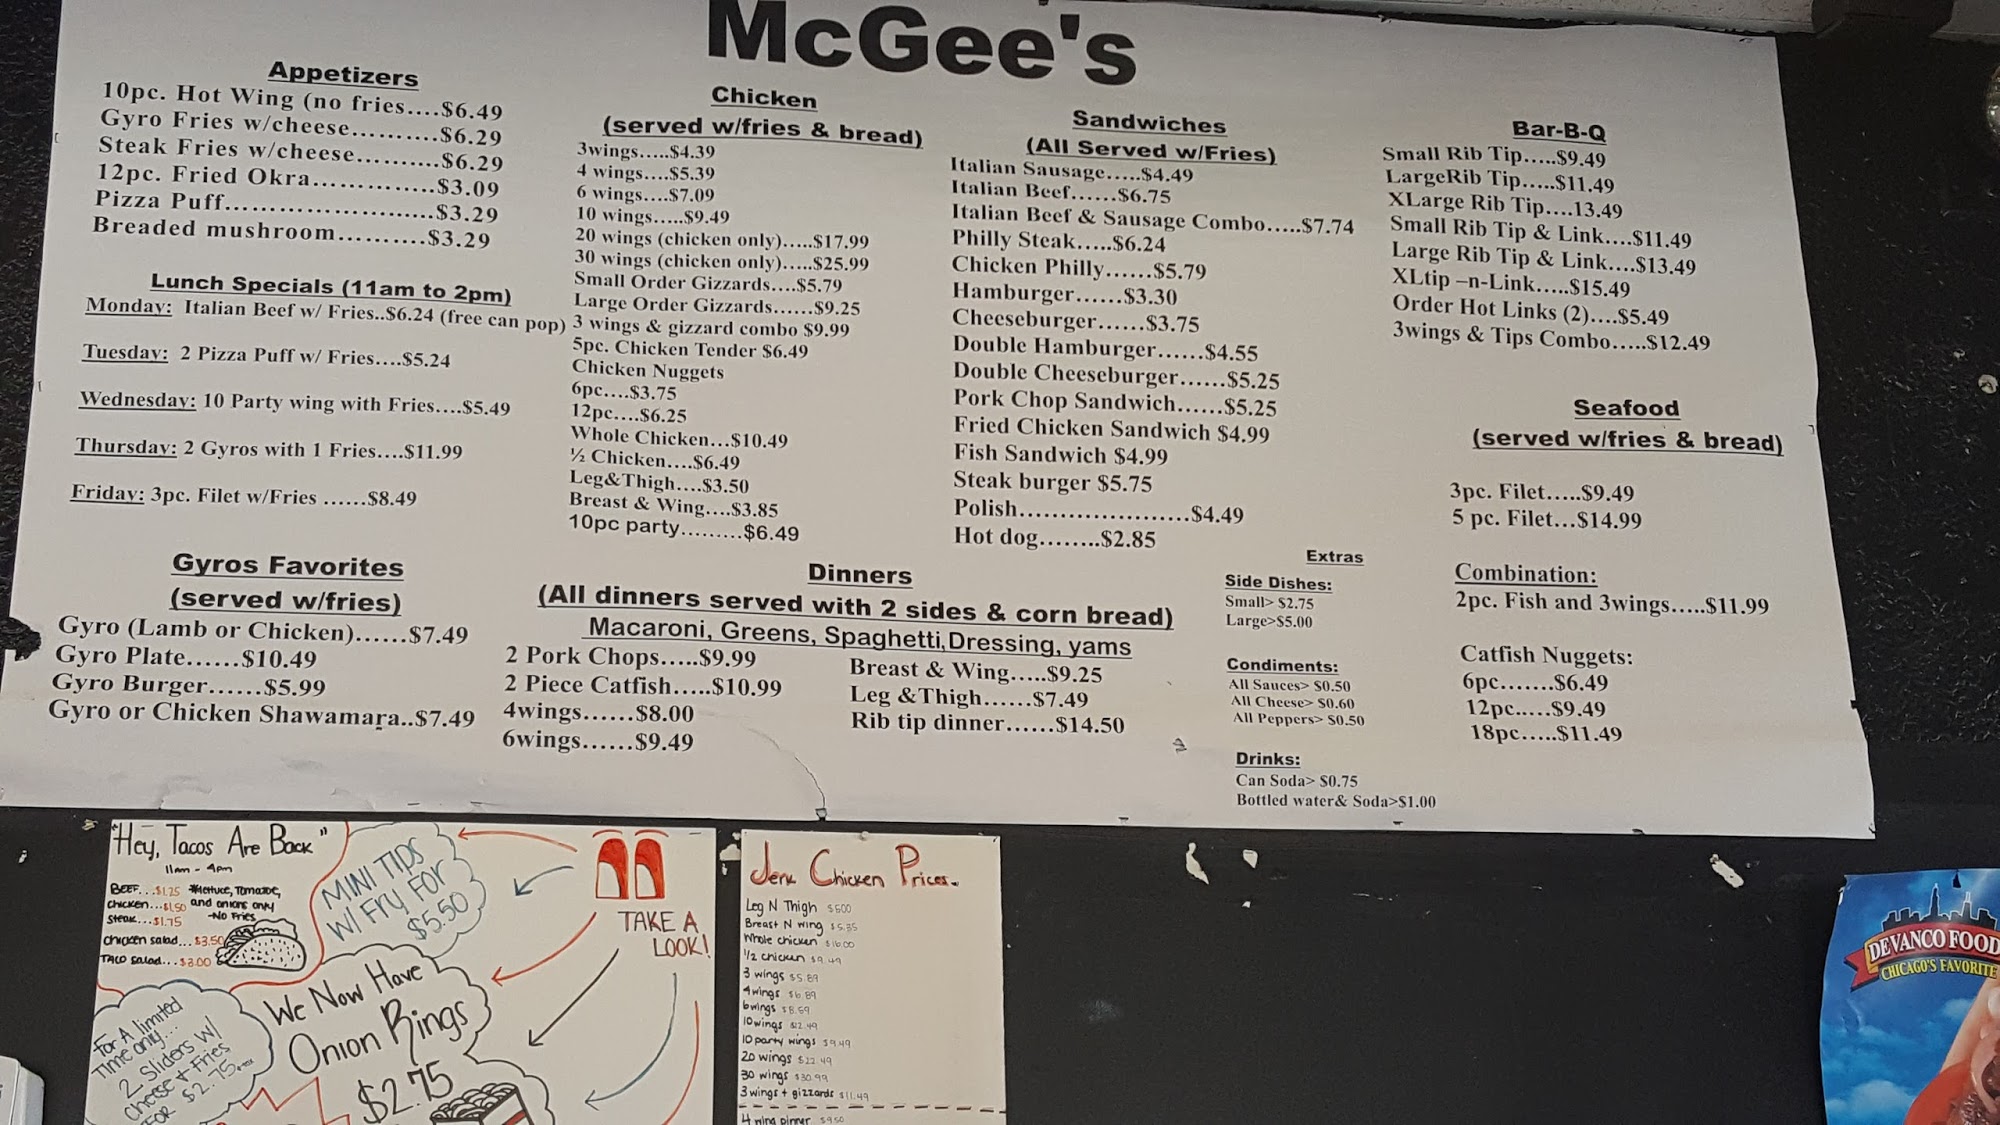 McGee's
Appetizers
10pc. Hot Wing (no fries....$6.49
Gyro Fries w/cheese..........$6.29
Steak Fries w/cheese..........$6.29
12pc. Fried Okra..............$3.09
Pizza Puff........................$3.29
Breaded mushroom..........$3.29
Lunch Specials (11am to 2pm)
Monday: Italian Beef w/ Fries..$6.24 (free can pop)
Tuesday: 2 Pizza Puff w/ Fries....$5.24
Wednesday: 10 Party wing with Fries....$5.49
Thursday: 2 Gyros with 1 Fries....$11.99
Friday: 3pc. Filet w/Fries ......$8.49
Gyros Favorites
(served w/fries)
Gyro (Lamb or Chicken)......$7.49
Gyro Plate......$10.49
Gyro Burger......$5.99
Gyro or Chicken Shawamara..$7.49
Chicken
(served w/fries & bread)
3wings.....$4.39
4 wings....$5.39
6 wings....$7.09
10 wings.....$9.49
20 wings (chicken only).....$17.99
30 wings (chicken only).....$25.99
Small Order Gizzards....$5.79
Large Order Gizzards......$9.25
3 wings & gizzard combo $9.99
5pc. Chicken Tender $6.49
Chicken Nuggets
6pc....$3.75
12pc....$6.25
Whole Chicken...$10.49
½ Chicken....$6.49
Leg&Thigh....$3.50
Breast & Wing....$3.85
10pc party.........$6.49
Dinners
(All dinners served with 2 sides & corn bread)
Macaroni, Greens, Spaghetti,Dressing, yams
2 Pork Chops.....$9.99
2 Piece Catfish.....$10.99
4wings......$8.00
6wings......$9.49
Breast & Wing.....$9.25
Leg &Thigh......$7.49
Rib tip dinner......$14.50
Sandwiches
(All Served w/Fries)
Italian Sausage.....$4.49
Italian Beef......$6.75
Italian Beef & Sausage Combo.....$7.74
Philly Steak.....$6.24
Chicken Philly......$5.79
Hamburger......$3.30
Cheeseburger......$3.75
Double Hamburger......$4.55
Double Cheeseburger......$5.25
Pork Chop Sandwich......$5.25
Fried Chicken Sandwich $4.99
Fish Sandwich $4.99
Steak burger $5.75
Polish.....................$4.49
Hot dog........$2.85
Extras
Side Dishes:
Small> $2.75
Large>$5.00
Condiments:
All Sauces> $0.50
All Cheese> $0.60
All Peppers> $0.50
Drinks:
Can Soda> $0.75
Bottled water& Soda>$1.00
Bar-B-Q
Small Rib Tip.....$9.49
LargeRib Tip.....$11.49
XLarge Rib Tip....13.49
Small Rib Tip & Link....$11.49
Large Rib Tip & Link....$13.49
XLtip –n-Link.....$15.49
Order Hot Links (2)....$5.49
3wings & Tips Combo.....$12.49
Seafood
(served w/fries & bread)
3pc. Filet.....$9.49
5 pc. Filet...$14.99
Combination:
2pc. Fish and 3wings.....$11.99
Catfish Nuggets:
6pc.......$6.49
12pc.....$9.49
18pc.....$11.49
"Hey, Tacos Are Back"
11am - 4pm
Beef...$1.25 *lettuce, Tomatoe,
Chicken...$1.50 and onions only
Steak...$1.75 -No Fries
Chicken salad...$3.50
Taco salad...$3.00
MINI TIPS
W/ FRY FOR
$5.50
TAKE A
LOOK!
We Now Have
Onion Rings
$2.75
For A limited
Time only...
2 Sliders w/
Cheese + Fries
FOR $2.75
Jerk Chicken Prices.
Leg N Thigh $5.00
Breast N wing $5.35
Whole chicken $16.00
1/2 chicken $9.49
3 wings $5.89
4wings $6.89
6wings $8.59
10wings $12.49
10 party wings $9.49
20 wings $22.49
30 wings $30.99
3wings + gizzards $11.49
4 wing dinner $9.50
DEVANCO FOOD
CHICAGO'S FAVORITE